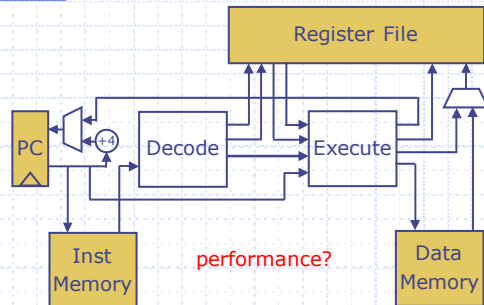 Register File
PC
+4
Decode
Execute
Inst
Memory
performance?
Data
Memory